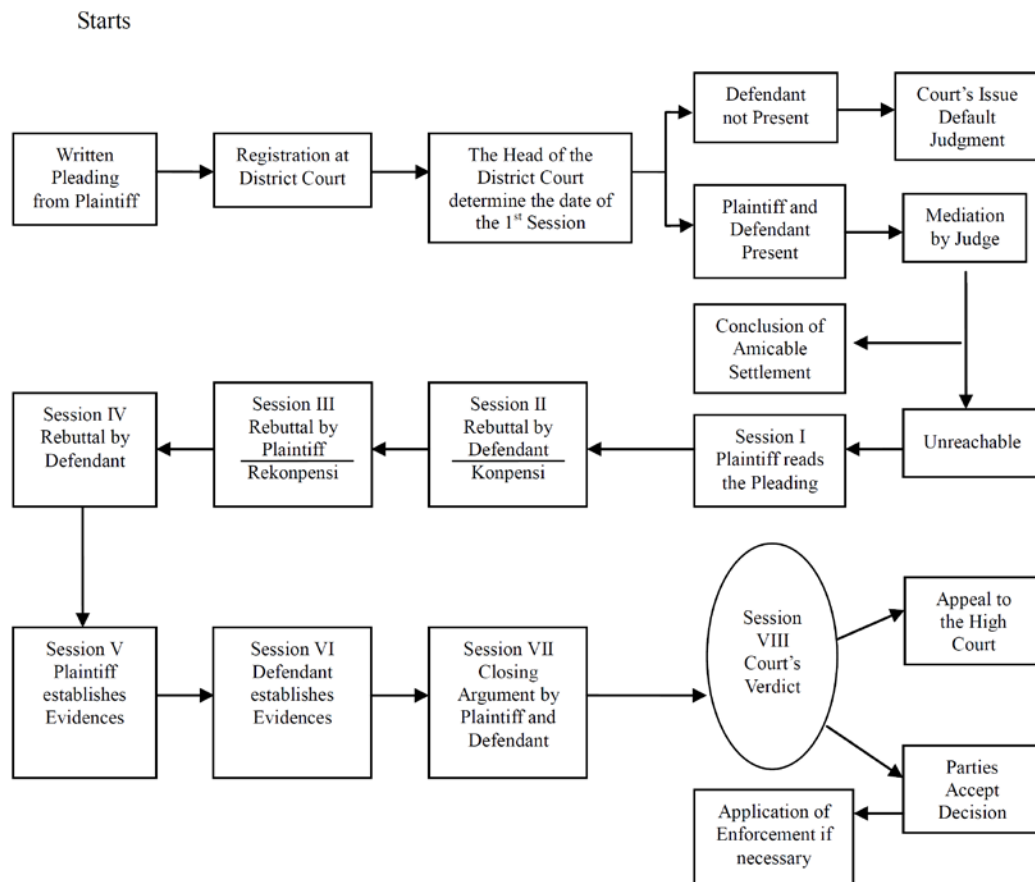 Starts
Written
Pleading
from Plaintiff
Registration at
District Court
The Head of the
District Court
determine the date of
the 1st Session
Defendant
not Present
Court’s Issue
Default
Judgment
Plaintiff and
Defendant
Present
Mediation
by Judge
Conclusion of
Amicable
Settlement
Unreachable
Session I
Plaintiff reads
the Pleading
Session II
Rebuttal by
Defendant
Konpensi
Session III
Rebuttal by
Plaintiff
Rekonpensi
Session IV
Rebuttal by
Defendant
Session V
Plaintiff
establishes
Evidences
Session VI
Defendant
establishes
Evidences
Session VII
Closing
Argument by
Plaintiff and
Defendant
Session
VIII
Court’s
Verdict
Appeal to
the High
Court
Parties
Accept
Decision
Application of
Enforcement if
necessary